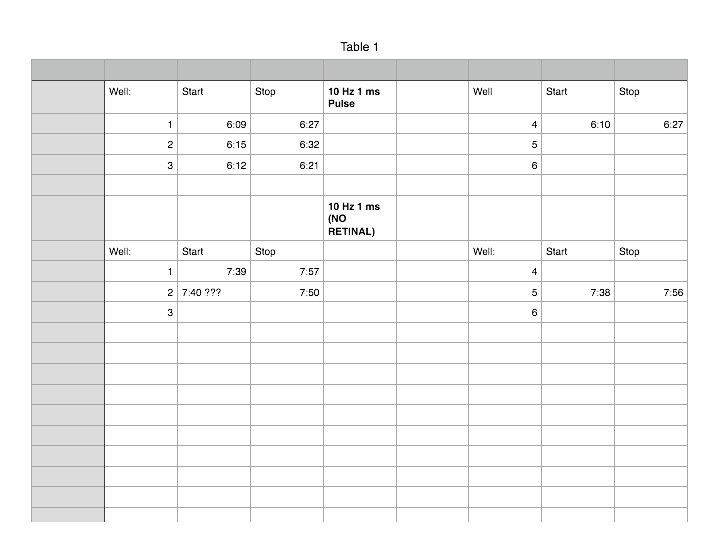 Table 1
Well: Start Stop 10 Hz 1 ms Well Start Stop
Pulse
1 6:09 6:27 4 6:10 6:27
2 6:15 6:32 5
3 6:12 6:21 6
10 Hz 1 ms
(NO
RETINAL)
Well: Start Stop Well: Start Stop
1 7:39 7:57 4
2 7:40 ??? 7:50 5 7:38 7:56
3 6